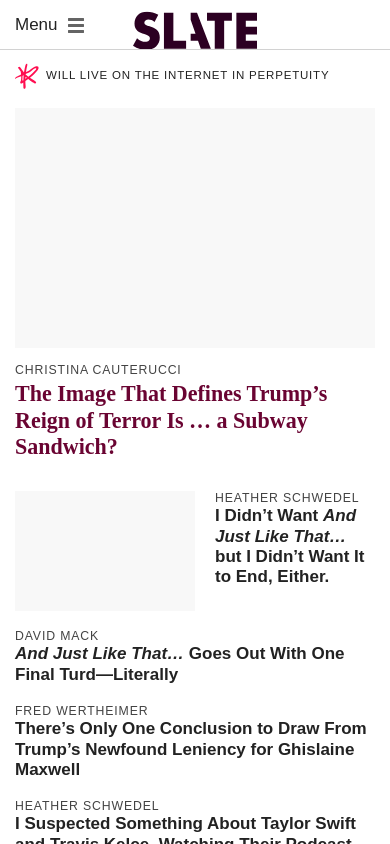 Menu
SLATE
WILL LIVE ON THE INTERNET IN PERPETUITY
CHRISTINA CAUTERUCCI
The Image That Defines Trump’s
Reign of Terror Is … a Subway
Sandwich?
HEATHER SCHWEDEL
I Didn’t Want And
Just Like That…
but I Didn’t Want It
to End, Either.
DAVID MACK
And Just Like That… Goes Out With One
Final Turd—Literally
FRED WERTHEIMER
There’s Only One Conclusion to Draw From
Trump’s Newfound Leniency for Ghislaine
Maxwell
HEATHER SCHWEDEL
I Suspected Something About Taylor Swift
and Travis Kelce. Watching Their Podcast